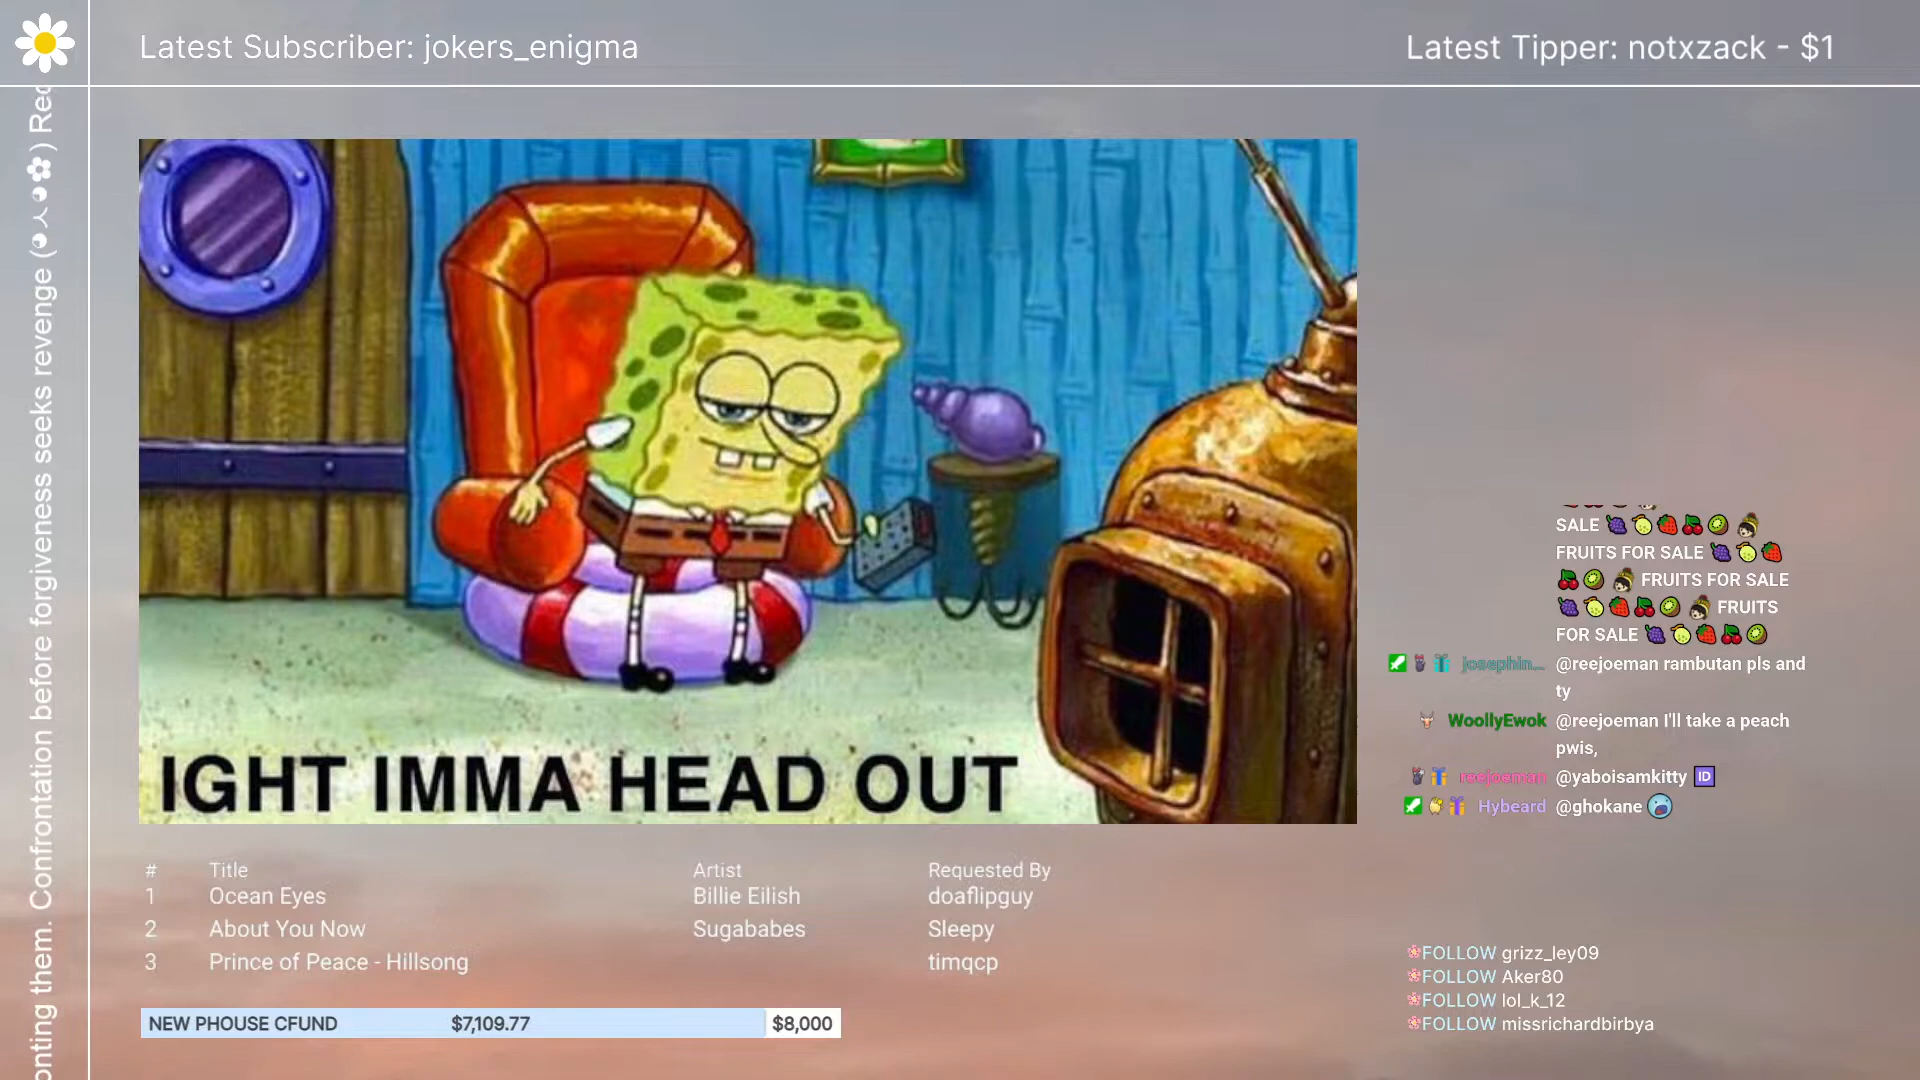 Latest Subscriber: jokers_enigma
Latest Tipper: notxzack - $1
onting them. Confrontation before forgiveness seeks revenge (◕ㅅ◕✿)
IGHT IMMA HEAD OUT
SALE 🍇🍋🍓🍒🥝
FRUITS FOR SALE 🍇🍋🍓
🍒🥝 FRUITS FOR SALE
🍇🍋🍓🍒🥝 FRUITS
FOR SALE 🍇🍋🍓🍒🥝
josephin... @reejoeman rambutan pls and
ty
WoollyEwok @reejoeman I'll take a peach
pwis,
reejoeman @yaboisamkitty 🆔
Hybeard @ghokane
# Title Artist Requested By
1 Ocean Eyes Billie Eilish doaflipguy
2 About You Now Sugababes Sleepy
3 Prince of Peace - Hillsong timqcp
NEW PHOUSE CFUND $7,109.77 $8,000
FOLLOW grizz_ley09
FOLLOW Aker80
FOLLOW lol_k_12
FOLLOW missrichardbirbya